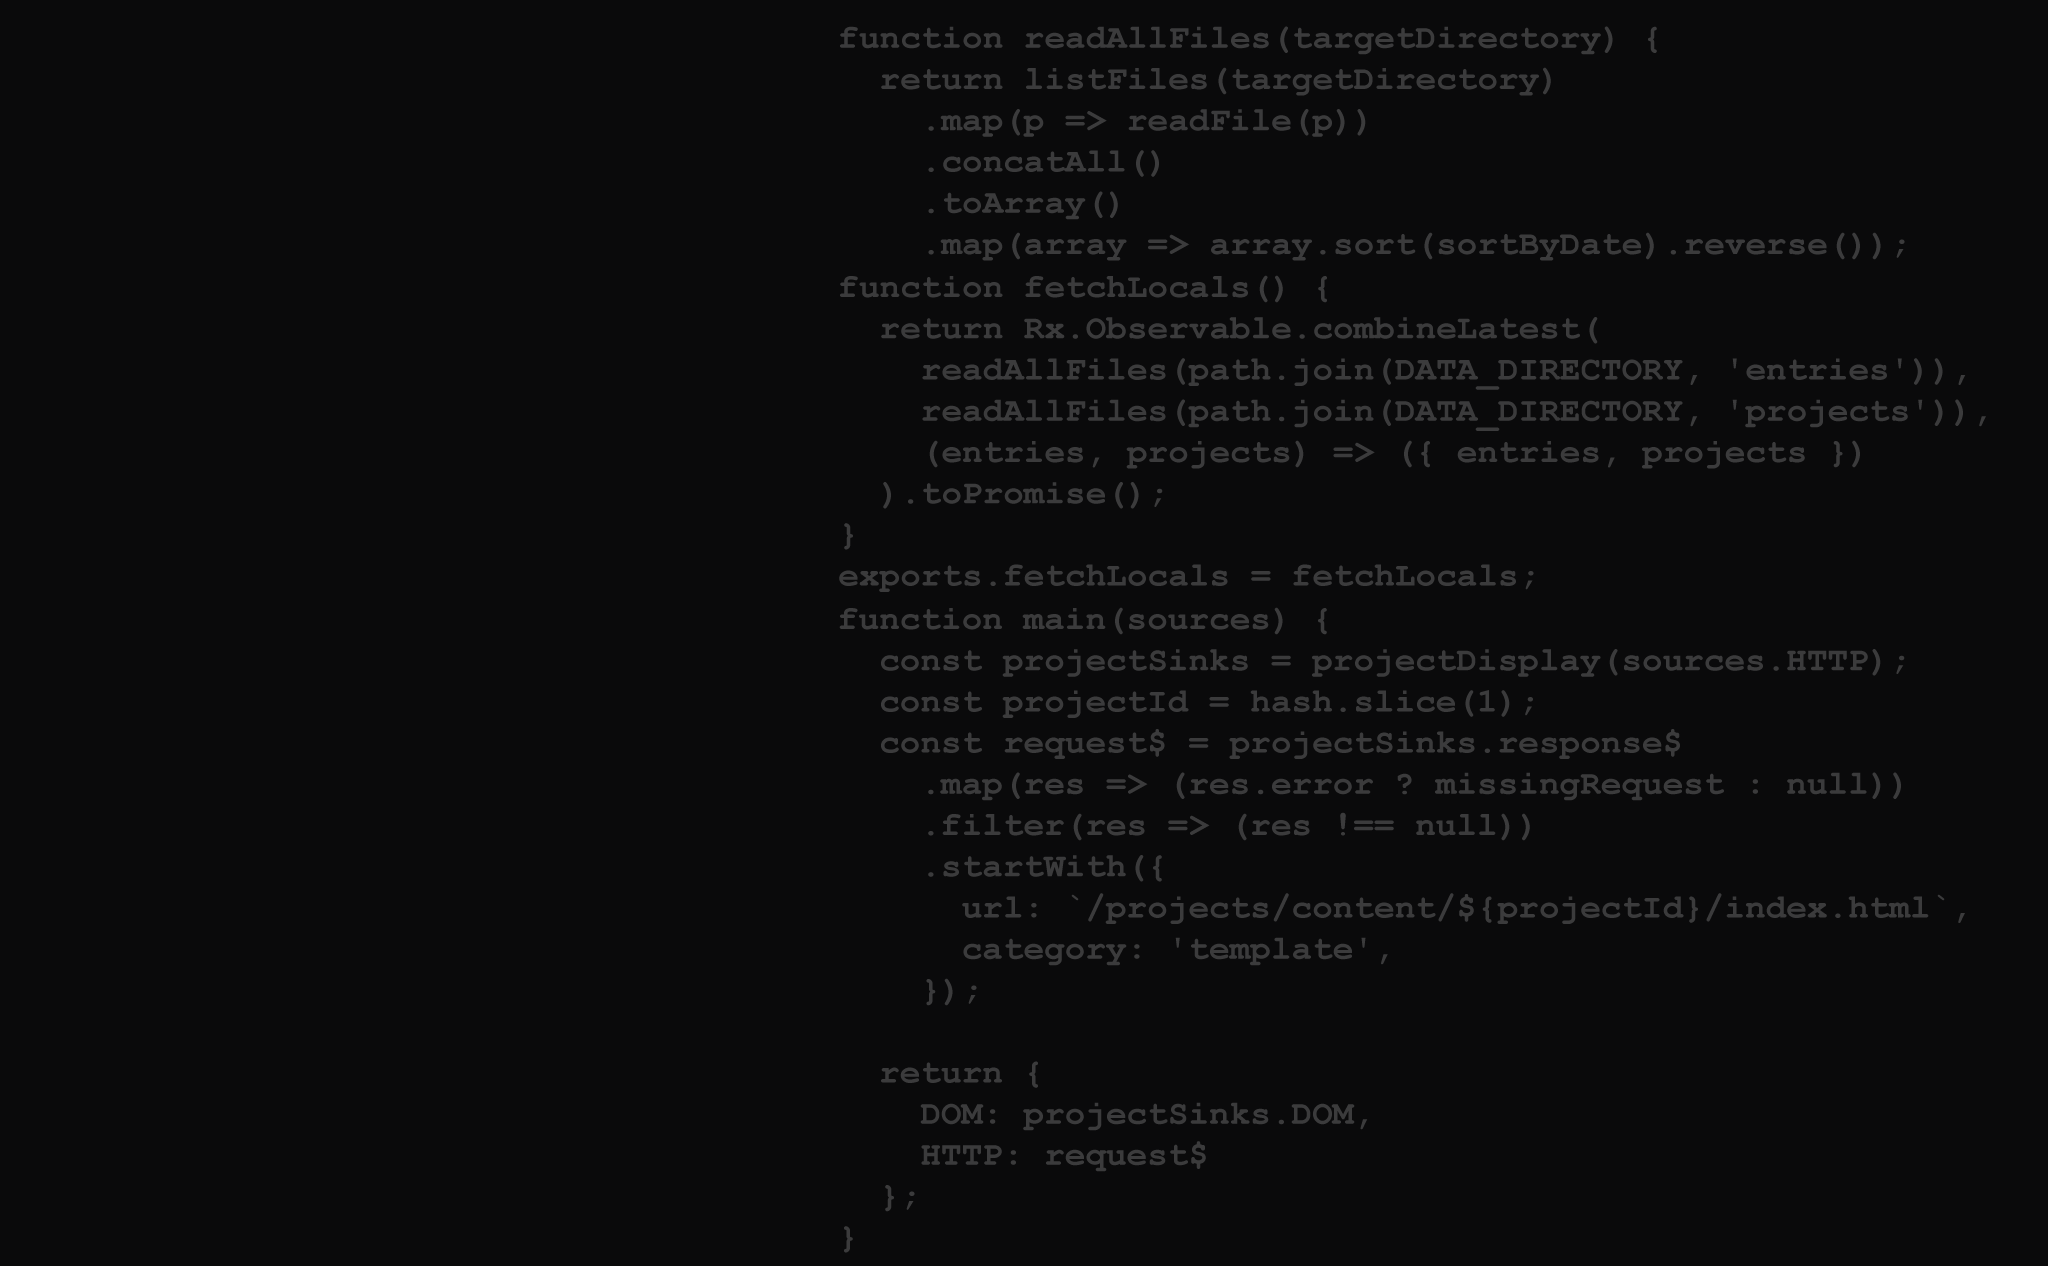 function readAllFiles(targetDirectory) {
  return listFiles(targetDirectory)
    .map(p => readFile(p))
    .concatAll()
    .toArray()
    .map(array => array.sort(sortByDate).reverse());
function fetchLocals() {
  return Rx.Observable.combineLatest(
    readAllFiles(path.join(DATA_DIRECTORY, 'entries')),
    readAllFiles(path.join(DATA_DIRECTORY, 'projects')),
    (entries, projects) => ({ entries, projects })
  ).toPromise();
}
exports.fetchLocals = fetchLocals;
function main(sources) {
  const projectSinks = projectDisplay(sources.HTTP);
  const projectId = hash.slice(1);
  const request$ = projectSinks.response$
    .map(res => (res.error ? missingRequest : null))
    .filter(res => (res !== null))
    .startWith({
      url: `/projects/content/${projectId}/index.html`,
      category: 'template',
    });

  return {
    DOM: projectSinks.DOM,
    HTTP: request$
  };
}